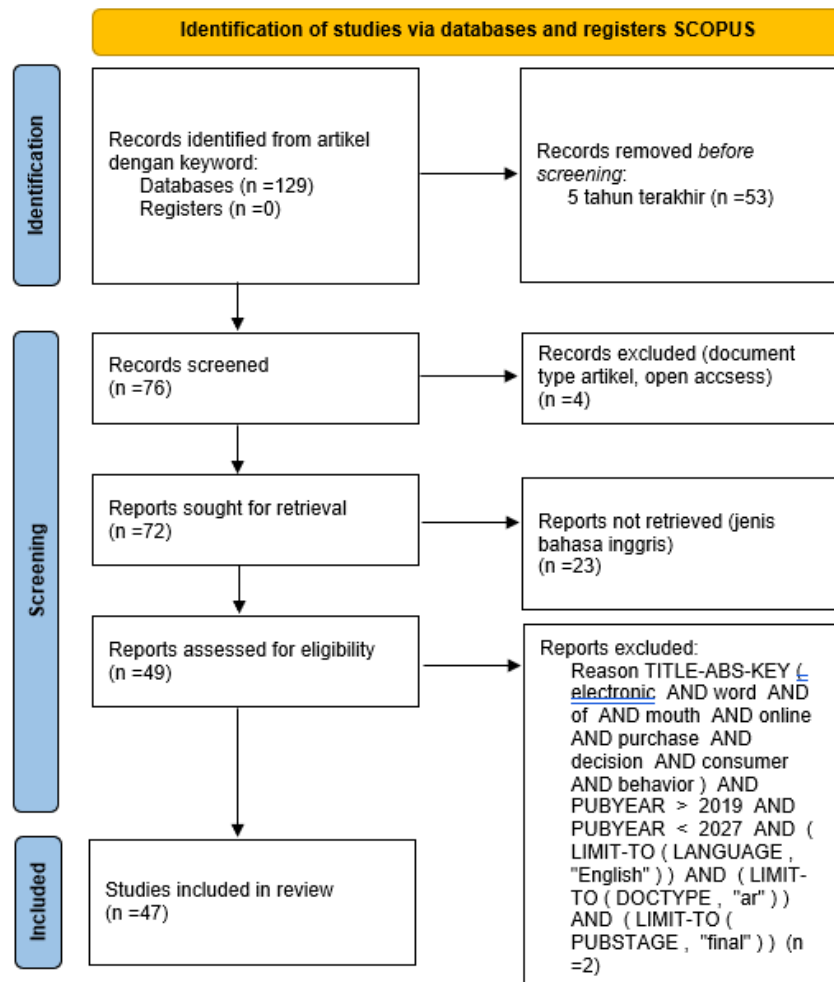 Identification of studies via databases and registers SCOPUS
Identification
Records identified from artikel
dengan keyword:
Databases (n =129)
Registers (n =0)
Records removed before
screening:
5 tahun terakhir (n =53)
Screening
Records screened
(n =76)
Records excluded (document
type artikel, open accsess)
(n =4)
Reports sought for retrieval
(n =72)
Reports not retrieved (jenis
bahasa inggris)
(n =23)
Reports assessed for eligibility
(n =49)
Reports excluded:
Reason TITLE-ABS-KEY (
electronic AND word AND
of AND mouth AND online
AND purchase AND
decision AND consumer
AND behavior ) AND
PUBYEAR > 2019 AND
PUBYEAR < 2027 AND (
LIMIT-TO ( LANGUAGE ,
"English" ) ) AND ( LIMIT-
TO ( DOCTYPE , "ar" ) )
AND ( LIMIT-TO (
PUBSTAGE , "final" ) ) (n
=2)
Included
Studies included in review
(n =47)